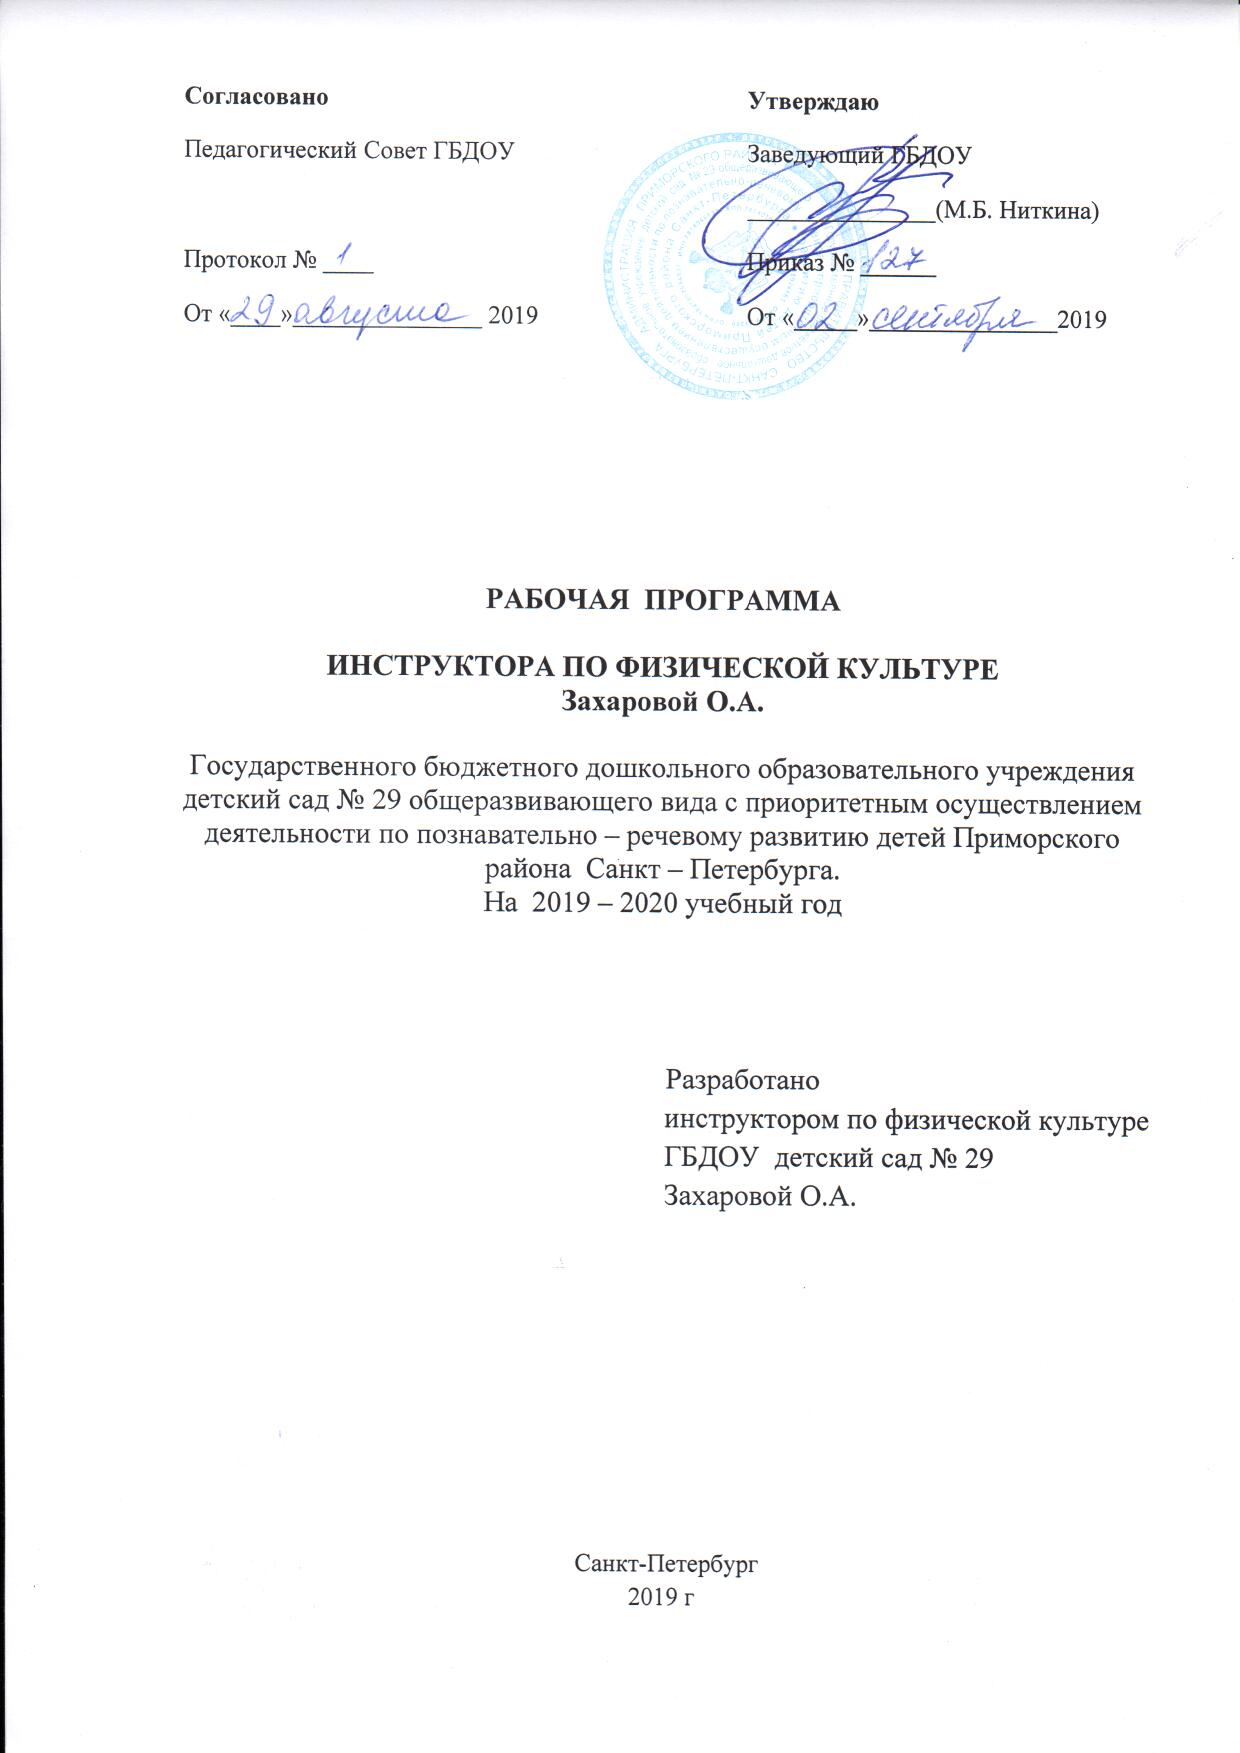 Согласовано
Педагогический Совет ГБДОУ
Протокол № 1
От «29» августа 2019
Утверждаю
Заведующий ГБДОУ
(М.Б. Ниткина)
Приказ № 127
От «02» сентября 2019
РАБОЧАЯ ПРОГРАММА
ИНСТРУКТОРА ПО ФИЗИЧЕСКОЙ КУЛЬТУРЕ
Захаровой О.А.
Государственного бюджетного дошкольного образовательного учреждения
детский сад № 29 общеразвивающего вида с приоритетным осуществлением
деятельности по познавательно – речевому развитию детей Приморского
района Санкт – Петербурга.
На 2019 – 2020 учебный год
Разработано
инструктором по физической культуре
ГБДОУ детский сад № 29
Захаровой О.А.
Санкт-Петербург
2019 г